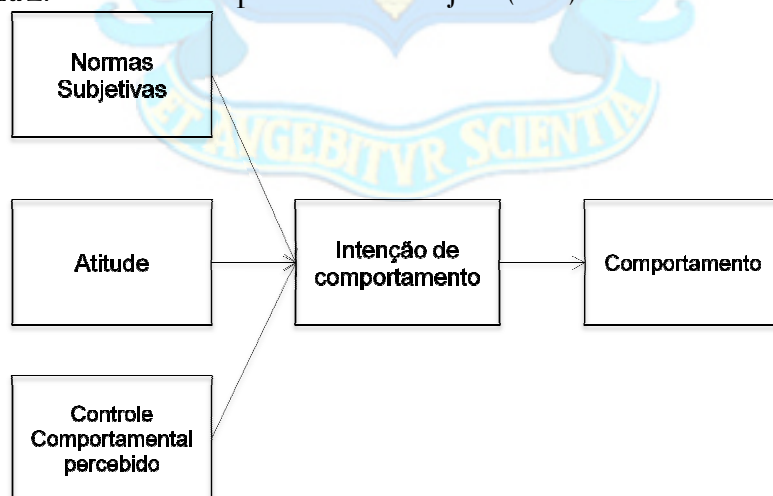 Normas
Subjetivas
ET AVGEBITVR SCIENTIA
Atitude
Intenção de
comportamento
Comportamento
Controle
Comportamental
percebido